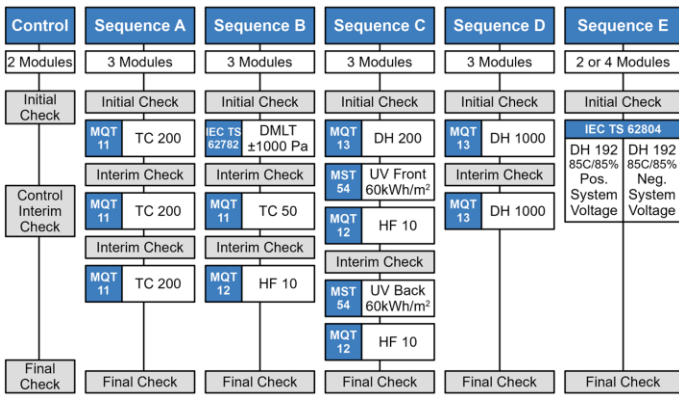 Control
2 Modules
Initial
Check
Control
Interim
Check
Final
Check
Sequence A
3 Modules
Initial Check
MQT
11
TC 200
Interim Check
MQT
11
TC 200
Interim Check
MQT
11
TC 200
Final Check
Sequence B
3 Modules
Initial Check
IEC TS
62782
DMLT
±1000 Pa
Interim Check
MQT
11
TC 50
Interim Check
MQT
12
HF 10
Final Check
Sequence C
3 Modules
Initial Check
MQT
13
DH 200
MST
54
UV Front
60kWh/m²
MQT
12
HF 10
Interim Check
MST
54
UV Back
60kWh/m²
MQT
12
HF 10
Final Check
Sequence D
3 Modules
Initial Check
MQT
13
DH 1000
Interim Check
MQT
13
DH 1000
Final Check
Sequence E
2 or 4 Modules
Initial Check
IEC TS 62804
DH 192
85C/85%
Pos.
System
Voltage
DH 192
85C/85%
Neg.
System
Voltage
Final Check